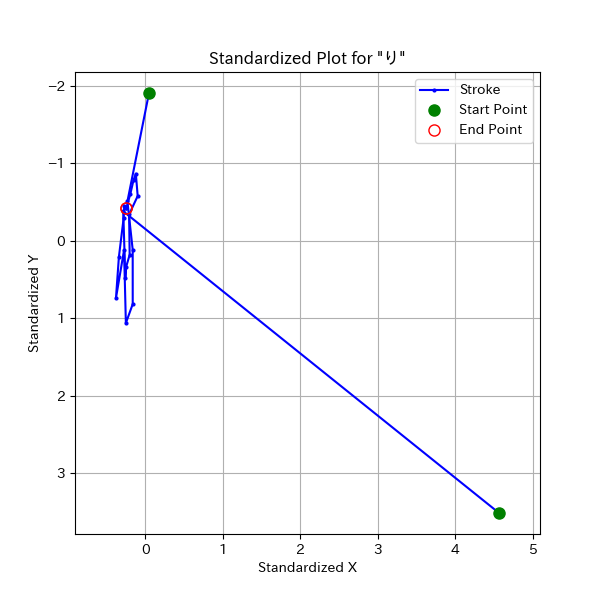 Standardized Plot for "り"
Stroke
Start Point
End Point
−2
−1
0
1
2
3
Standardized Y
0
1
2
3
4
5
Standardized X